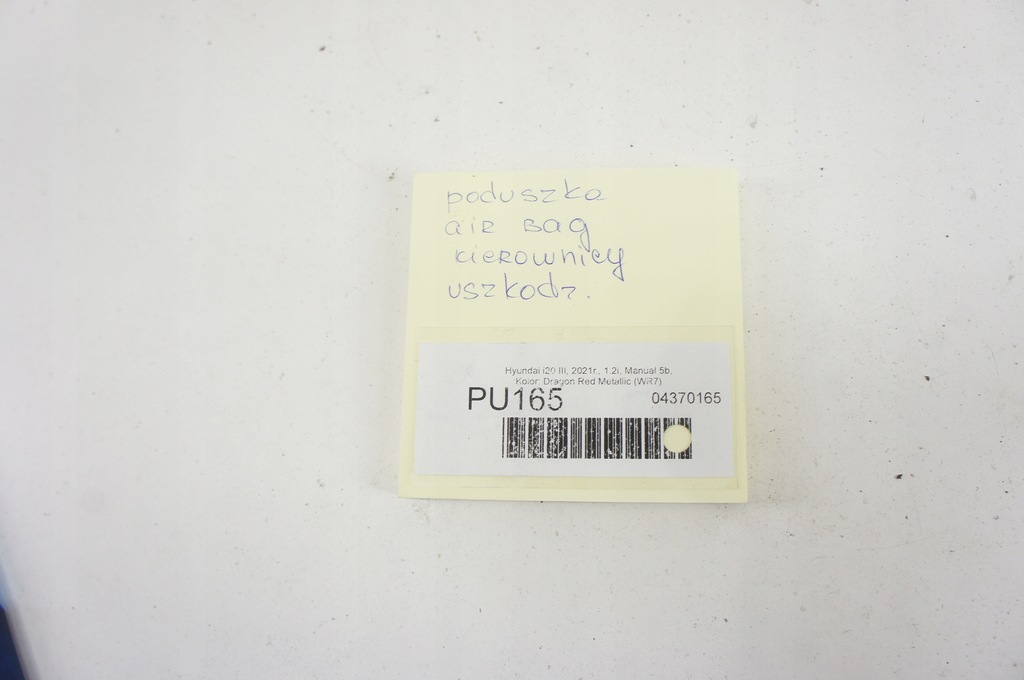 poduszka
air bag
kierownicy
uszkodz.
Hyundai i20 III, 2021r., 1.2i, Manual 5b,
Kolor: Dragon Red Metallic (WR7)
PU165 04370165